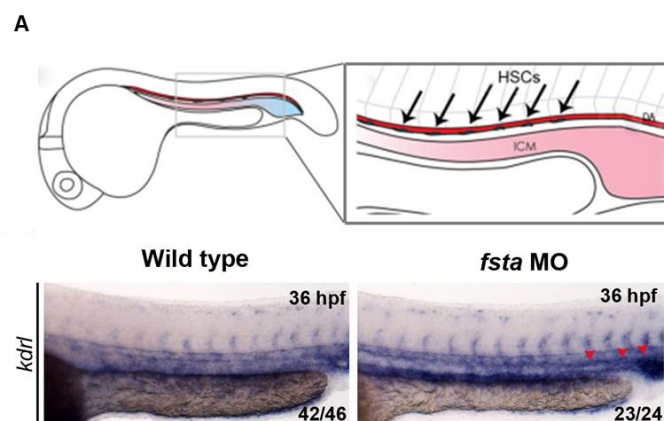 A
HSCs
DA
ICM
Wild type
fsta MO
kdrl
36 hpf
42/46
36 hpf
23/24